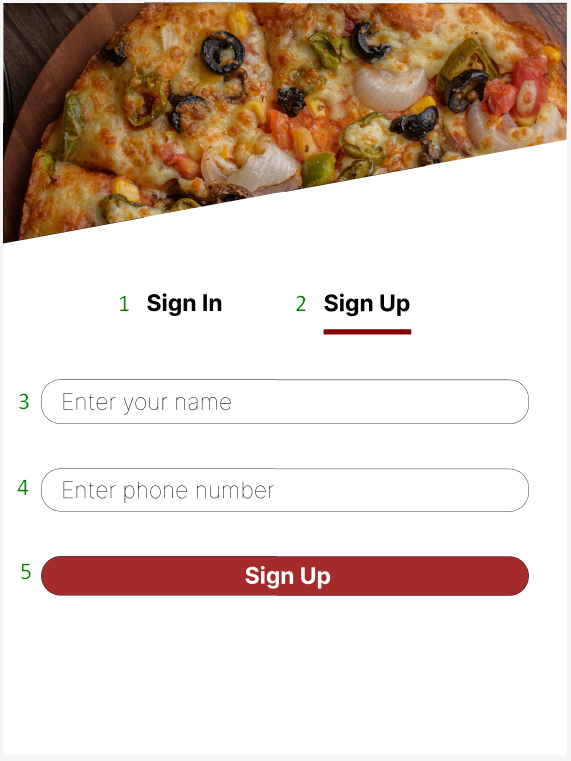 1 Sign In 2 Sign Up
3 Enter your name
4 Enter phone number
5 Sign Up